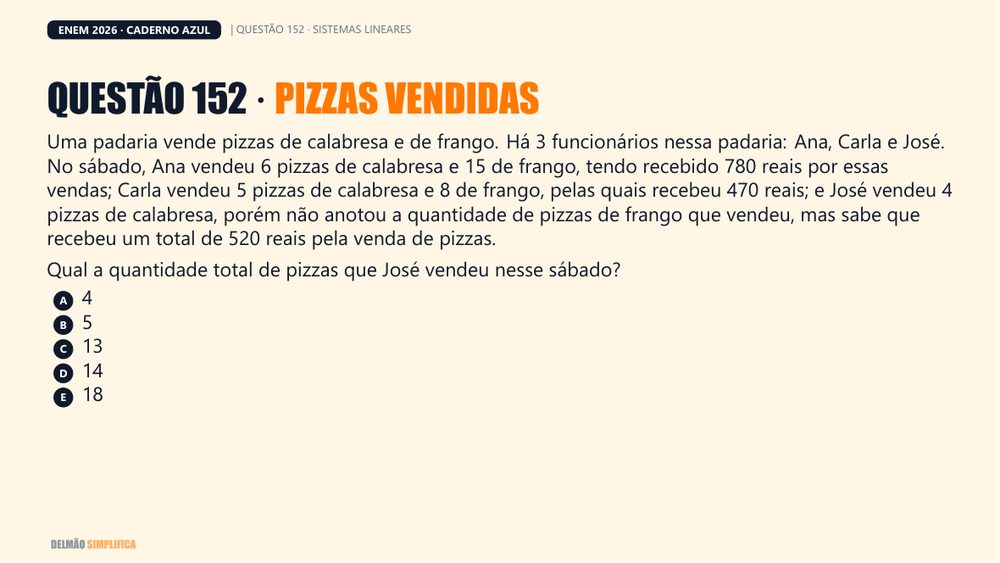 ENEM 2026 · CADERNO AZUL | QUESTÃO 152 · SISTEMAS LINEARES
QUESTÃO 152 · PIZZAS VENDIDAS
Uma padaria vende pizzas de calabresa e de frango. Há 3 funcionários nessa padaria: Ana, Carla e José.
No sábado, Ana vendeu 6 pizzas de calabresa e 15 de frango, tendo recebido 780 reais por essas
vendas; Carla vendeu 5 pizzas de calabresa e 8 de frango, pelas quais recebeu 470 reais; e José vendeu 4
pizzas de calabresa, porém não anotou a quantidade de pizzas de frango que vendeu, mas sabe que
recebeu um total de 520 reais pela venda de pizzas.
Qual a quantidade total de pizzas que José vendeu nesse sábado?
A 4
B 5
C 13
D 14
E 18
DELMÃO SIMPLIFICA